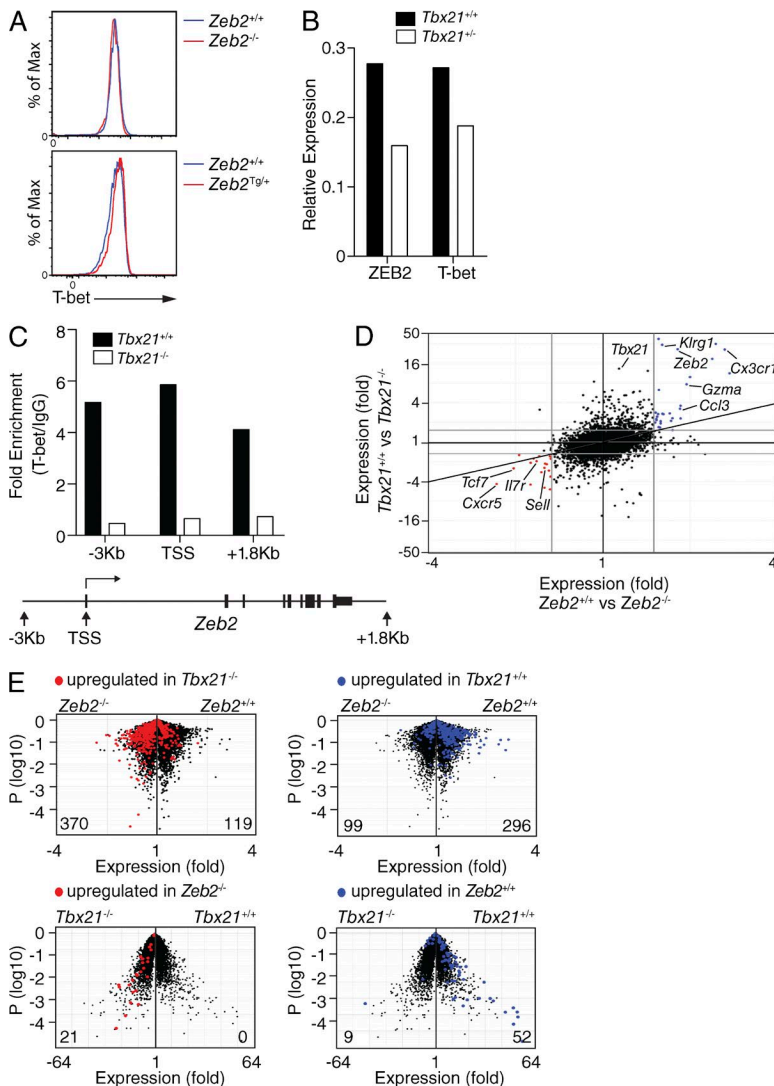 A
% of Max
0
0
Zeb2+/+
Zeb2-/-
% of Max
0
0
T-bet
Zeb2+/+
Zeb2Tg/+
B
Tbx21+/+
Tbx21+/-
Relative Expression
0.3
0.2
0.1
0
ZEB2
T-bet
C
Fold Enrichment
(T-bet/IgG)
8
6
4
2
0
Tbx21+/+
Tbx21-/-
-3Kb
TSS
+1.8Kb
-3Kb
TSS
Zeb2
+1.8Kb
D
Expression (fold)
Tbx21+/+ vs Tbx21-/-
50
16
4
1
-4
-16
-50
Tbx21
Klrg1
Zeb2
Cx3cr1
Gzma
Ccl3
Tcf7
Il7r
Cxcr5
Sell
-4
1
4
Expression (fold)
Zeb2+/+ vs Zeb2-/-
E
upregulated in Tbx21-/-
Zeb2-/-
Zeb2+/+
P (log10)
0
-1
-2
-3
-4
370
119
-4
1
4
Expression (fold)
upregulated in Tbx21+/+
Zeb2-/-
Zeb2+/+
P (log10)
0
-1
-2
-3
-4
99
296
-4
1
4
Expression (fold)
upregulated in Zeb2-/-
Tbx21-/-
Tbx21+/+
P (log10)
0
-1
-2
-3
-4
21
0
-64
1
64
Expression (fold)
upregulated in Zeb2+/+
Tbx21-/-
Tbx21+/+
P (log10)
0
-1
-2
-3
-4
9
52
-64
1
64
Expression (fold)